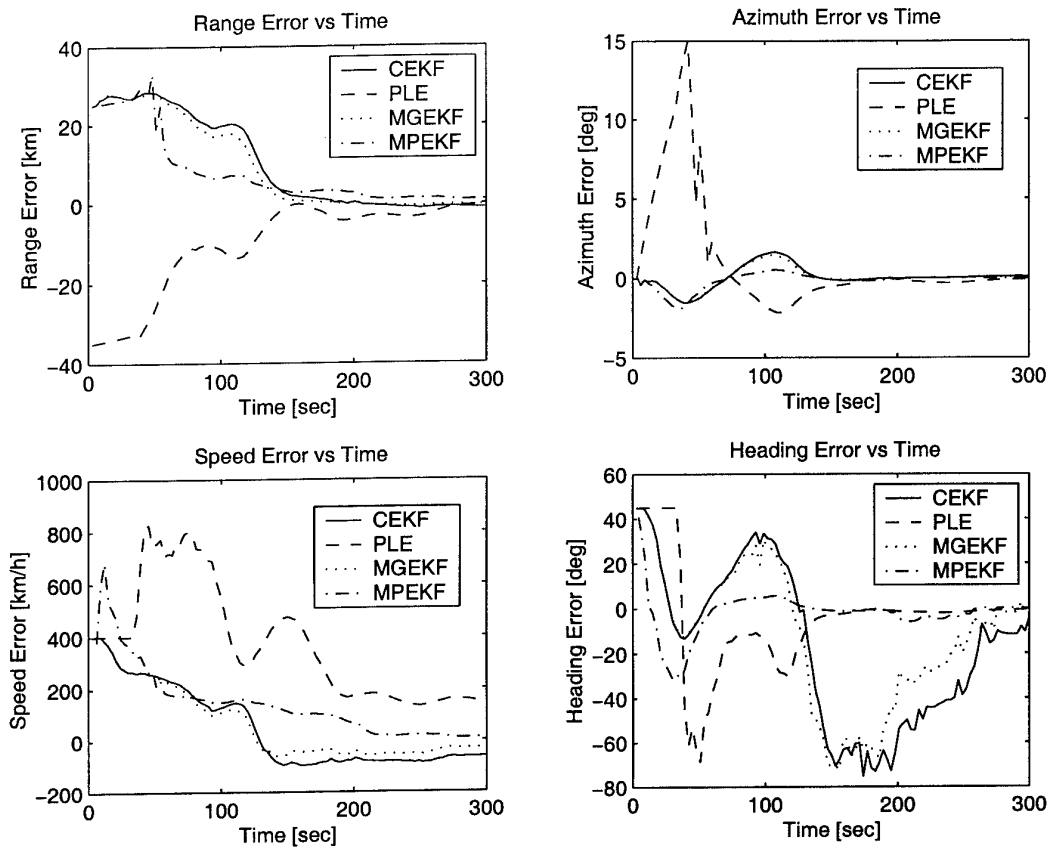 Range Error vs Time
40
20
0
−20
−40
Range Error [km]
CEKF
PLE
MGEKF
MPEKF
0
100
200
300
Time [sec]
Azimuth Error vs Time
15
10
5
0
−5
Azimuth Error [deg]
CEKF
PLE
MGEKF
MPEKF
0
100
200
300
Time [sec]
Speed Error vs Time
1000
800
600
400
200
0
−200
Speed Error [km/h]
CEKF
PLE
MGEKF
MPEKF
0
100
200
300
Time [sec]
Heading Error vs Time
60
40
20
0
−20
−40
−60
−80
Heading Error [deg]
CEKF
PLE
MGEKF
MPEKF
0
100
200
300
Time [sec]